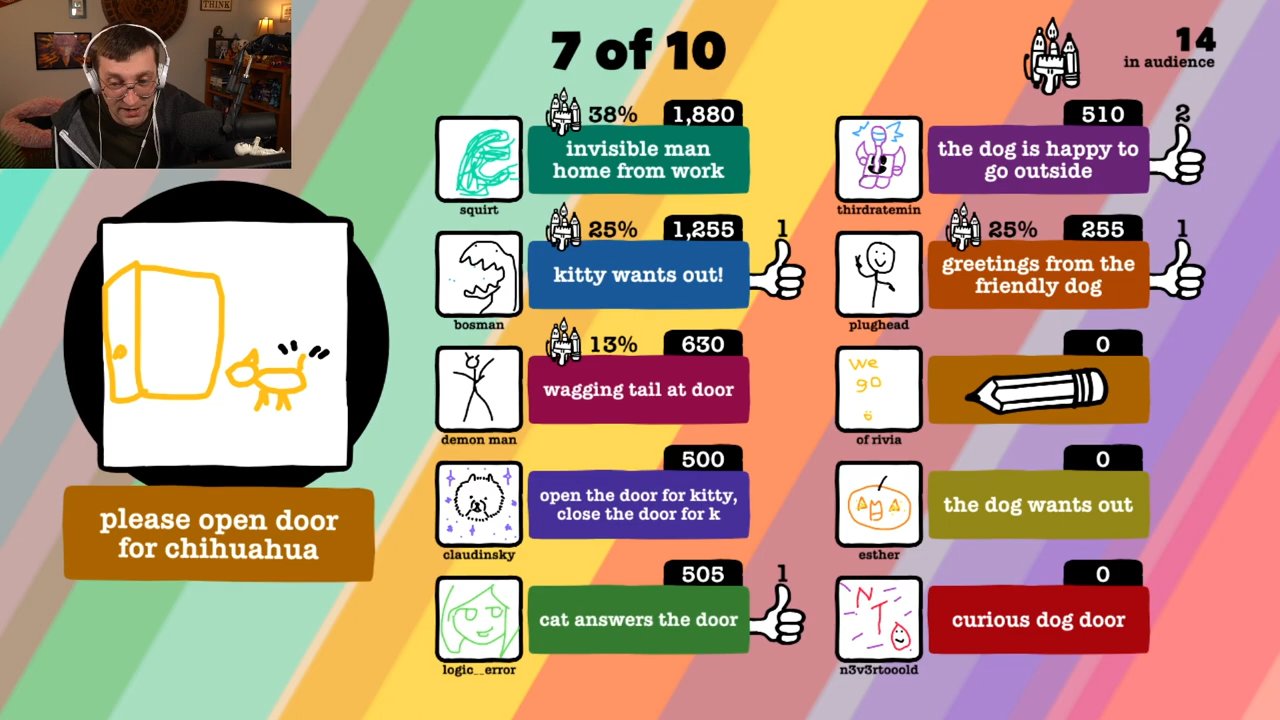 THINK
7 of 10
14
in audience
38%
1,880
invisible man
home from work
squirt
25%
1,255
1
kitty wants out!
bosman
13%
630
wagging tail at door
demon man
500
open the door for kitty,
close the door for k
claudinsky
505
1
cat answers the door
logic__error
510
2
the dog is happy to
go outside
thirdratemin
25%
255
1
greetings from the
friendly dog
plughead
0
we
go
of rivia
0
the dog wants out
esther
0
N
T
curious dog door
n3v3rtooold
please open door
for chihuahua